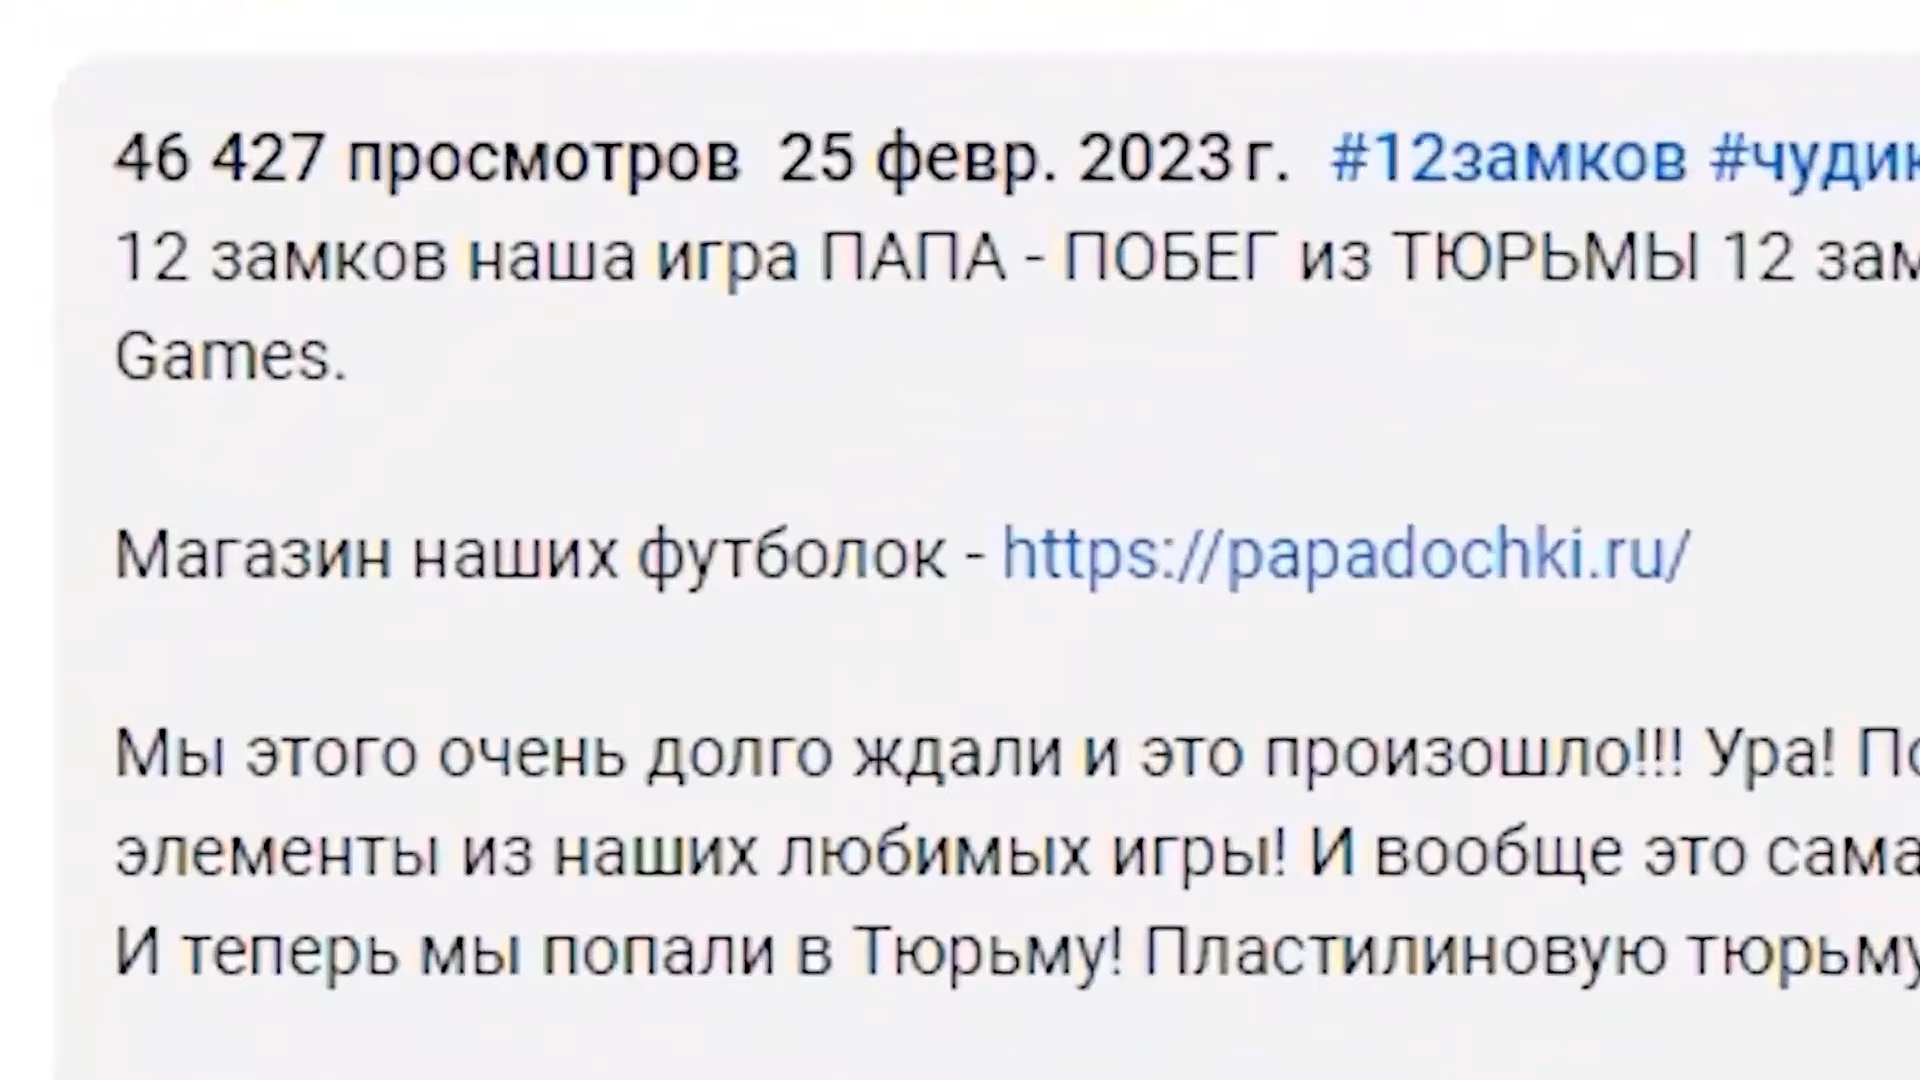 46 427 просмотров 25 февр. 2023 г. #12замков
12 замков наша игра ПАПА - ПОБЕГ из ТЮРЬМЫ 12
Games.
Магазин наших футболок - https://papadochki.ru/
Мы этого очень долго ждали и это произошло!!! Ура!
элементы из наших любимых игры! И вообще это
И теперь мы попали в Тюрьму! Пластилиновую тюрьму